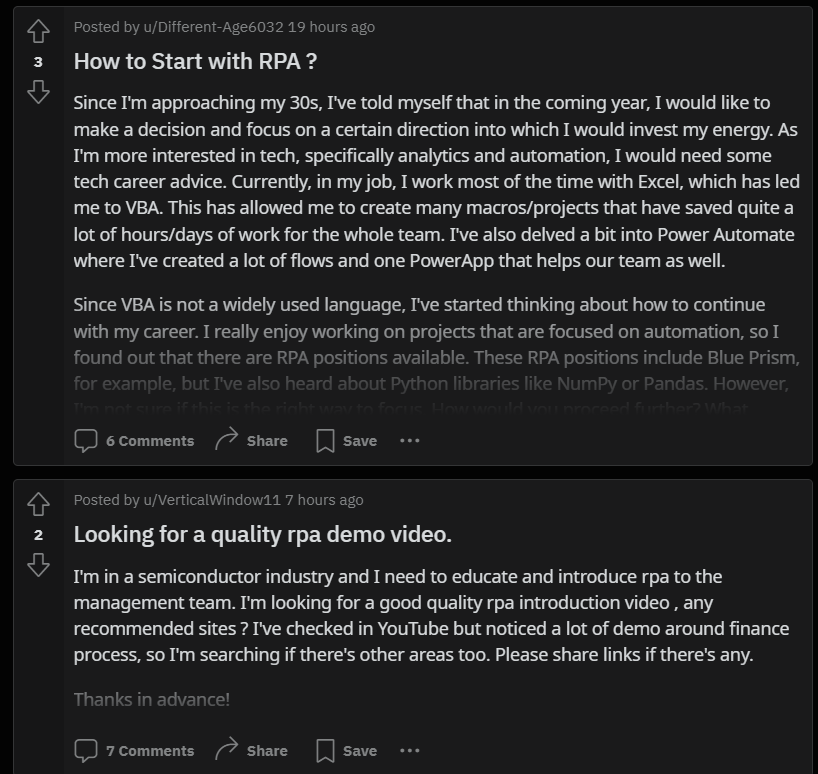 Posted by u/Different-Age6032 19 hours ago
3
How to Start with RPA ?
Since I'm approaching my 30s, I've told myself that in the coming year, I would like to
make a decision and focus on a certain direction into which I would invest my energy. As
I'm more interested in tech, specifically analytics and automation, I would need some
tech career advice. Currently, in my job, I work most of the time with Excel, which has led
me to VBA. This has allowed me to create many macros/projects that have saved quite a
lot of hours/days of work for the whole team. I've also delved a bit into Power Automate
where I've created a lot of flows and one PowerApp that helps our team as well.
Since VBA is not a widely used language, I've started thinking about how to continue
with my career. I really enjoy working on projects that are focused on automation, so I
found out that there are RPA positions available. These RPA positions include Blue Prism,
for example, but I've also heard about Python libraries like NumPy or Pandas. However,
I'm not sure if this is the right way to focus. How would you proceed further? What
6 Comments Share Save
Posted by u/VerticalWindow11 7 hours ago
2
Looking for a quality rpa demo video.
I'm in a semiconductor industry and I need to educate and introduce rpa to the
management team. I'm looking for a good quality rpa introduction video , any
recommended sites ? I've checked in YouTube but noticed a lot of demo around finance
process, so I'm searching if there's other areas too. Please share links if there's any.
Thanks in advance!
7 Comments Share Save